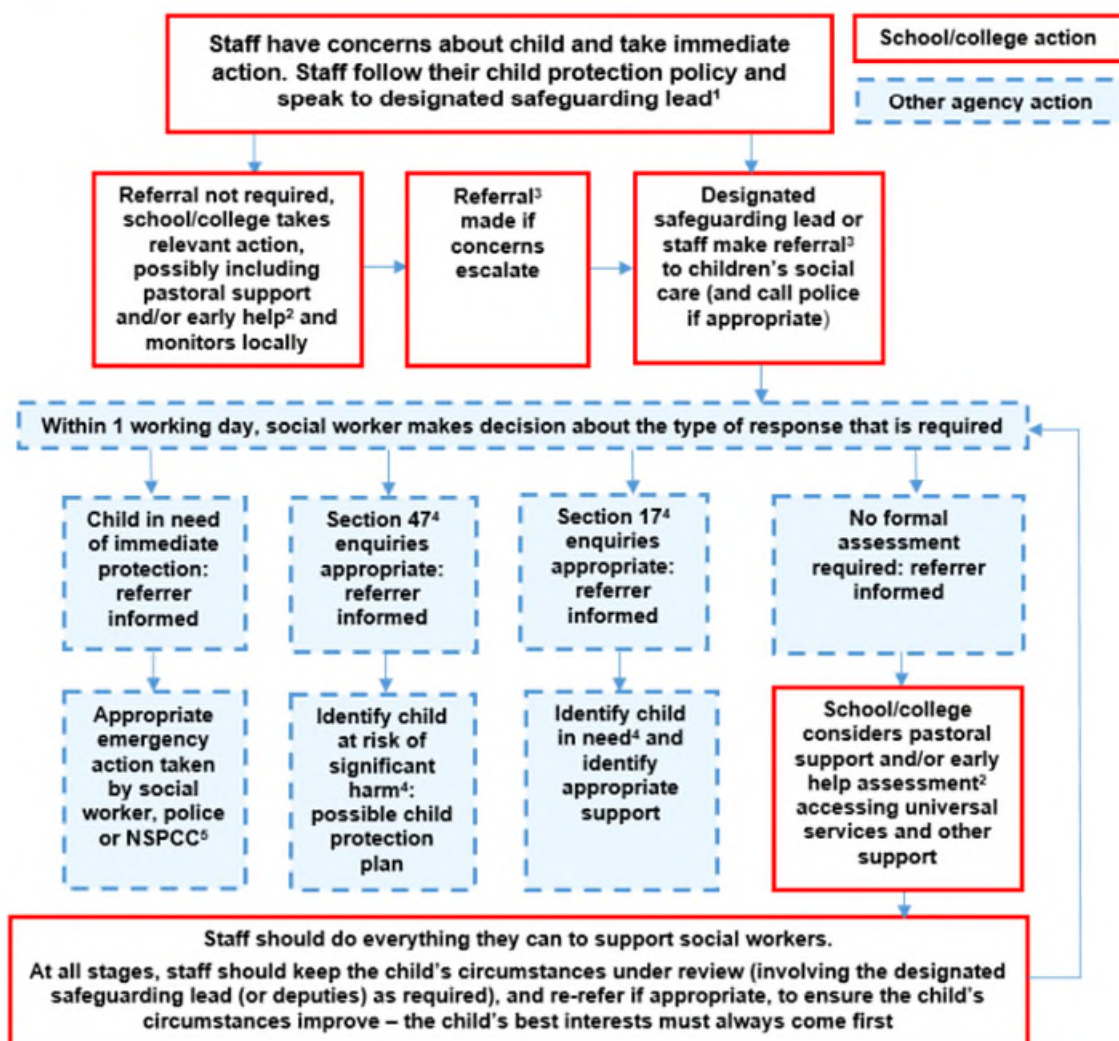 Staff have concerns about child and take immediate
action. Staff follow their child protection policy and
speak to designated safeguarding lead¹
School/college action
Other agency action
Referral not required,
school/college takes
relevant action,
possibly including
pastoral support
and/or early help² and
monitors locally
Referral³
made if
concerns
escalate
Designated
safeguarding lead or
staff make referral³
to children's social
care (and call police
if appropriate)
Within 1 working day, social worker makes decision about the type of response that is required
Child in need
of immediate
protection:
referrer
informed
Section 47⁴
enquiries
appropriate:
referrer
informed
Section 17⁴
enquiries
appropriate:
referrer
informed
No formal
assessment
required: referrer
informed
Appropriate
emergency
action taken
by social
worker, police
or NSPCC⁵
Identify child
at risk of
significant
harm⁴:
possible child
protection
plan
Identify child
in need⁴ and
identify
appropriate
support
School/college
considers pastoral
support and/or early
help assessment²
accessing universal
services and other
support
Staff should do everything they can to support social workers.
At all stages, staff should keep the child's circumstances under review (involving the designated
safeguarding lead (or deputies) as required), and re-refer if appropriate, to ensure the child's
circumstances improve – the child's best interests must always come first